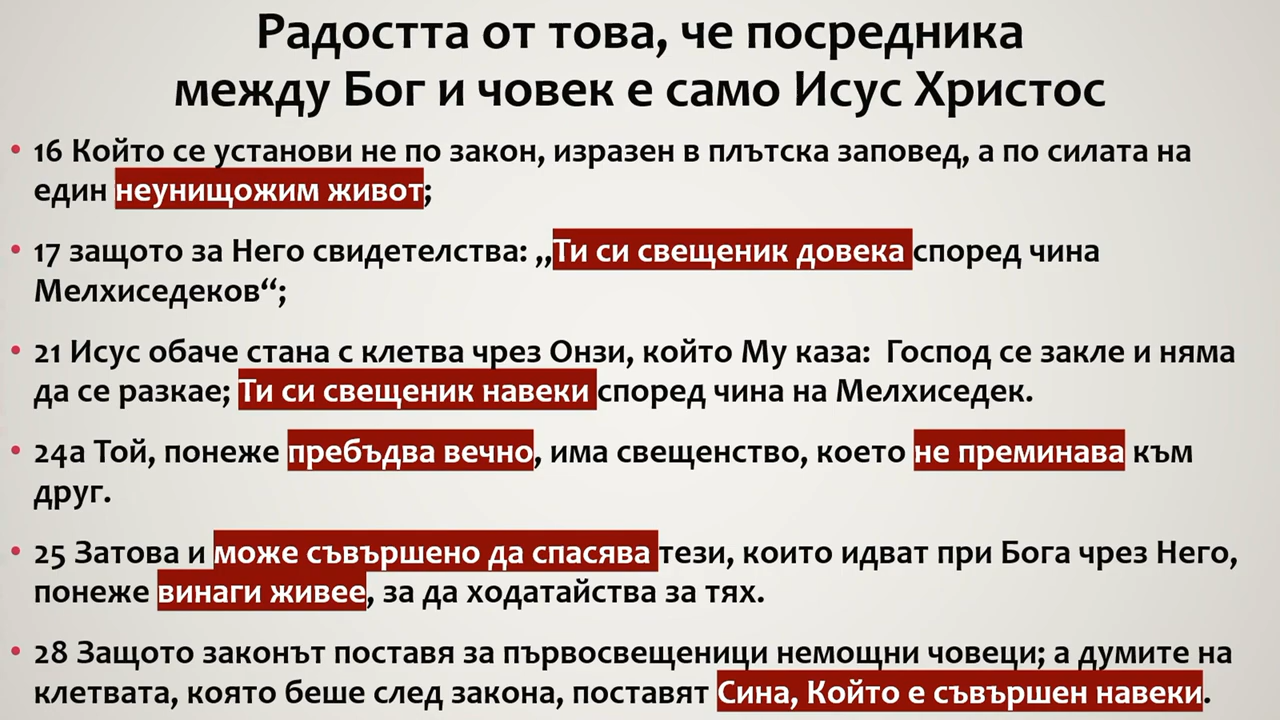 Радостта от това, че посредника
между Бог и човек е само Исус Христос
• 16 Който се установи не по закон, изразен в плътска заповед, а по силата на
един неунищожим живот;
• 17 защото за Него свидетелства: „Ти си свещеник довека според чина
Мелхиседеков“;
• 21 Исус обаче стана с клетва чрез Онзи, който Му каза: Господ се закле и няма
да се разкае; Ти си свещеник навеки според чина на Мелхиседек.
• 24а Той, понеже пребъдва вечно, има свещенство, което не преминава към
друг.
• 25 Затова и може съвършено да спасява тези, които идват при Бога чрез Него,
понеже винаги живее, за да ходатайства за тях.
• 28 Защото законът поставя за първосвещеници немощни човеци; а думите на
клетвата, която беше след закона, поставят Сина, Който е съвършен навеки.